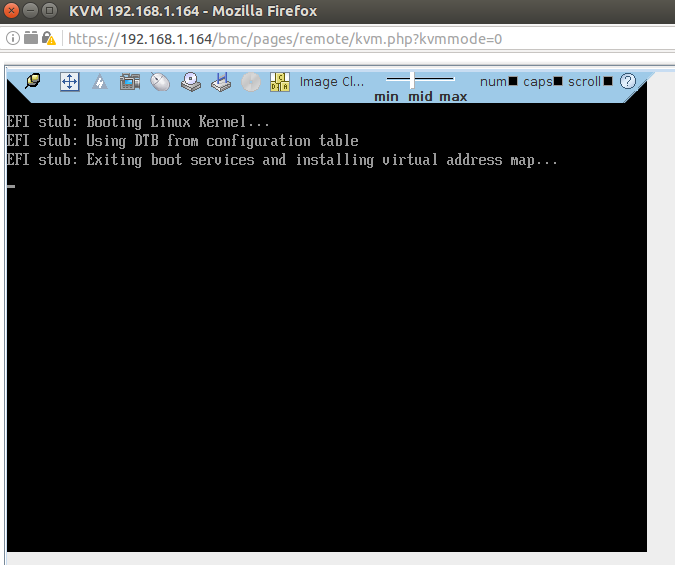 KVM 192.168.1.164 - Mozilla Firefox
https://192.168.1.164/bmc/pages/remote/kvm.php?kvmmode=0
Image Cl... num caps scroll ?
min mid max
EFI stub: Booting Linux Kernel...
EFI stub: Using DTB from configuration table
EFI stub: Exiting boot services and installing virtual address map...